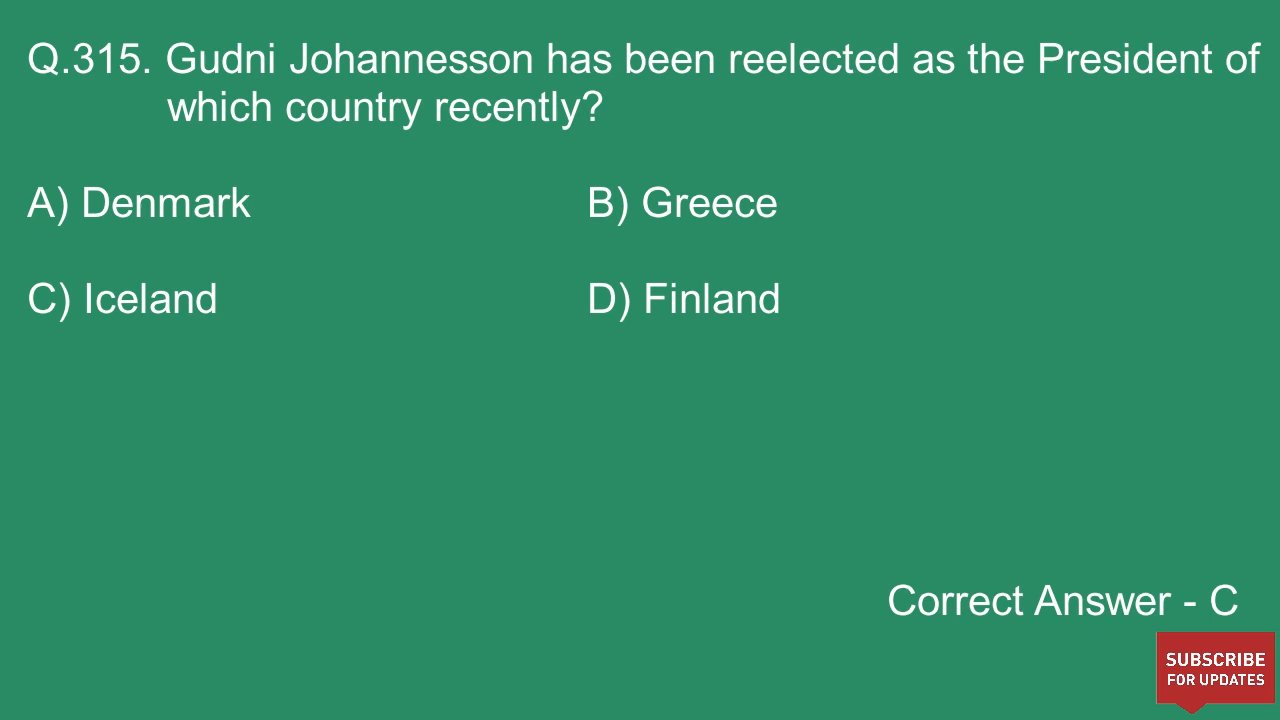 Q.315. Gudni Johannesson has been reelected as the President of
which country recently?
A) Denmark B) Greece
C) Iceland D) Finland
Correct Answer - C
SUBSCRIBE
FOR UPDATES